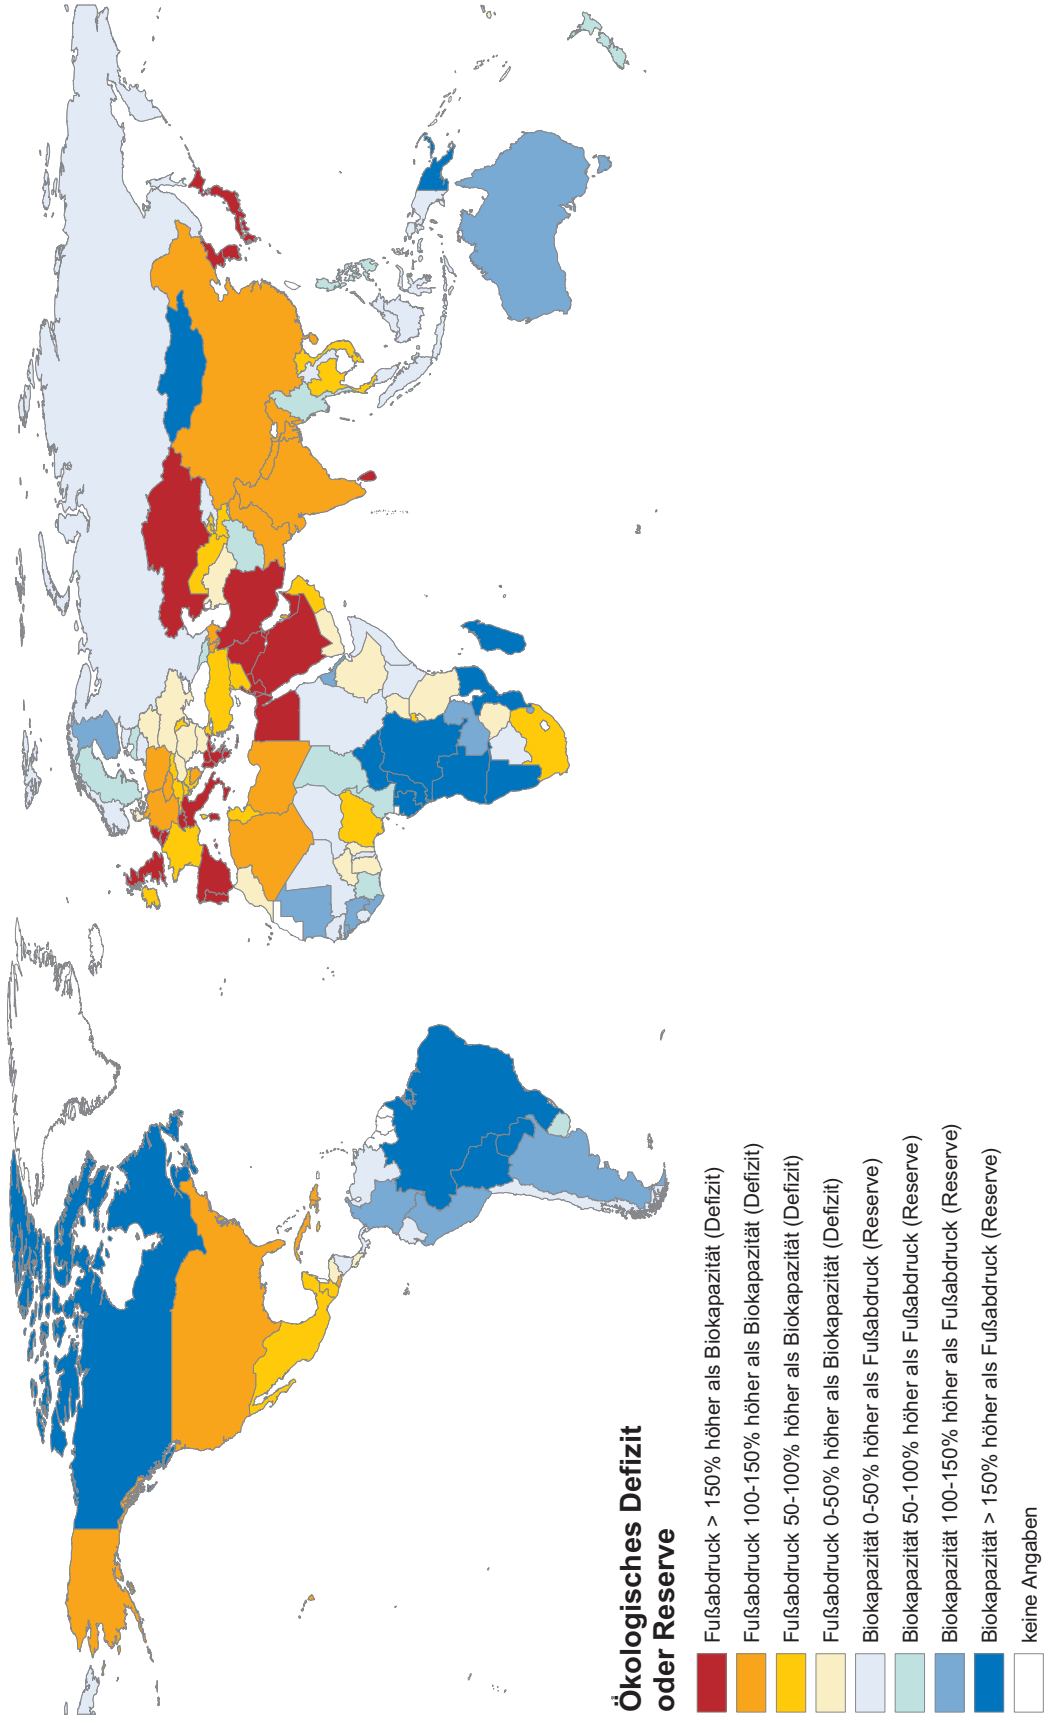 Ökologisches Defizit
oder Reserve
Fußabdruck > 150% höher als Biokapazität (Defizit)
Fußabdruck 100-150% höher als Biokapazität (Defizit)
Fußabdruck 50-100% höher als Biokapazität (Defizit)
Fußabdruck 0-50% höher als Biokapazität (Defizit)
Biokapazität 0-50% höher als Fußabdruck (Reserve)
Biokapazität 50-100% höher als Fußabdruck (Reserve)
Biokapazität 100-150% höher als Fußabdruck (Reserve)
Biokapazität > 150% höher als Fußabdruck (Reserve)
keine Angaben